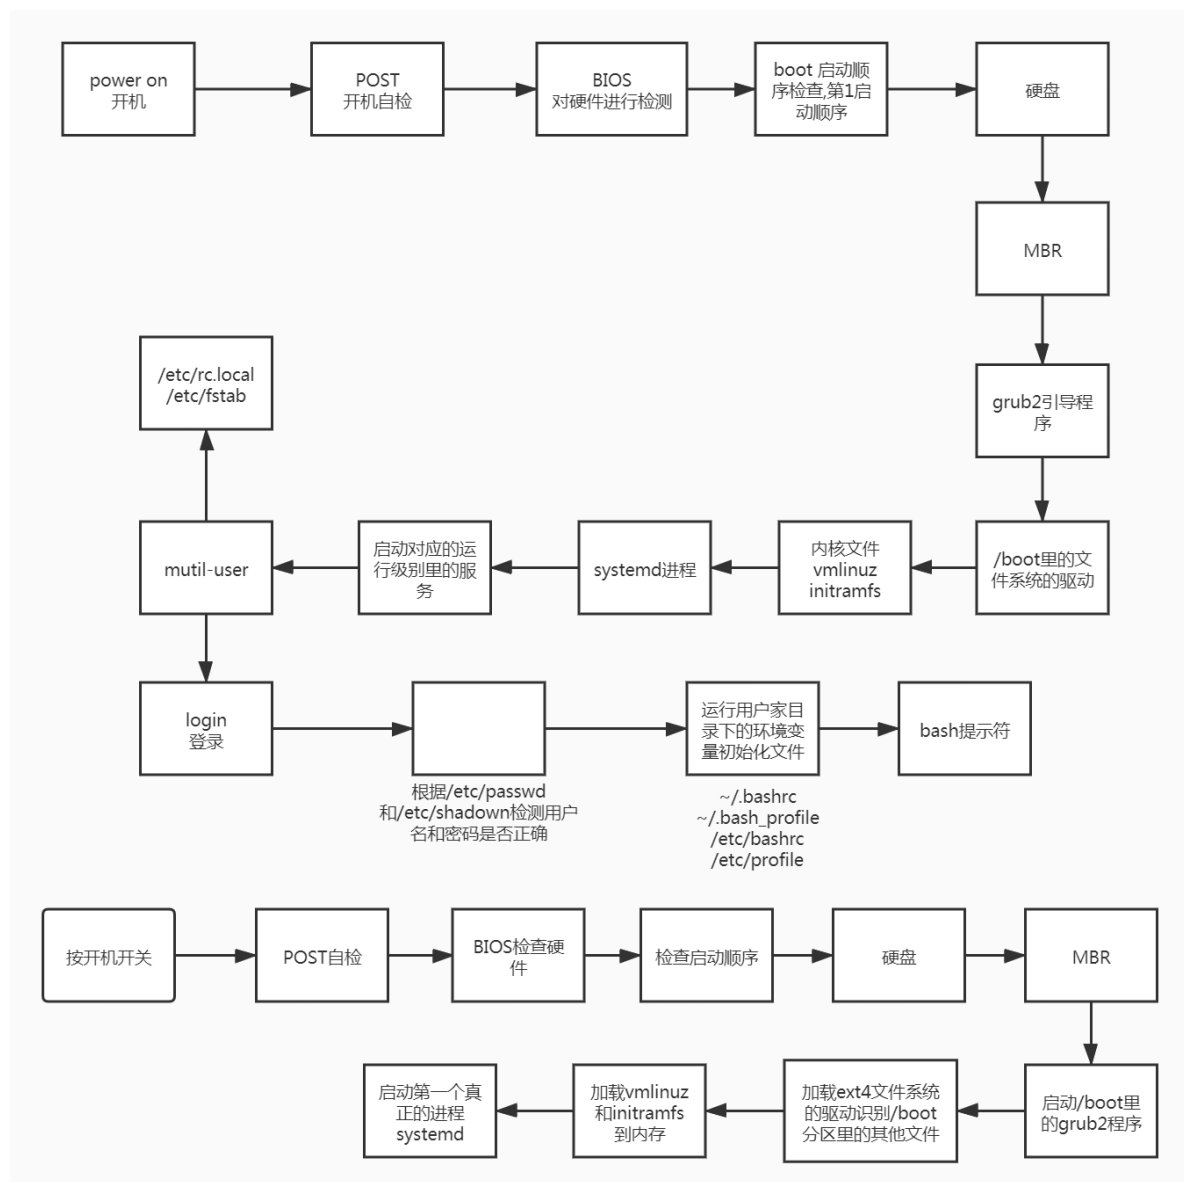 power on
开机
POST
开机自检
BIOS
对硬件进行检测
boot 启动顺
序检查,第1启
动顺序
硬盘
MBR
grub2引导程
序
/boot里的文
件系统的驱动
内核文件
vmlinuz
initramfs
systemd进程
启动对应的运
行级别里的服
务
mutil-user
/etc/rc.local
/etc/fstab
login
登录
根据/etc/passwd
和/etc/shadown检测用户
名和密码是否正确
运行用户家目
录下的环境变
量初始化文件
~/.bashrc
~/.bash_profile
/etc/bashrc
/etc/profile
bash提示符
按开机开关
POST自检
BIOS检查硬
件
检查启动顺序
硬盘
MBR
启动/boot里
的grub2程序
加载ext4文件系统
的驱动识别/boot
分区里的其他文件
加载vmlinuz
和initramfs
到内存
启动第一个真
正的进程
systemd